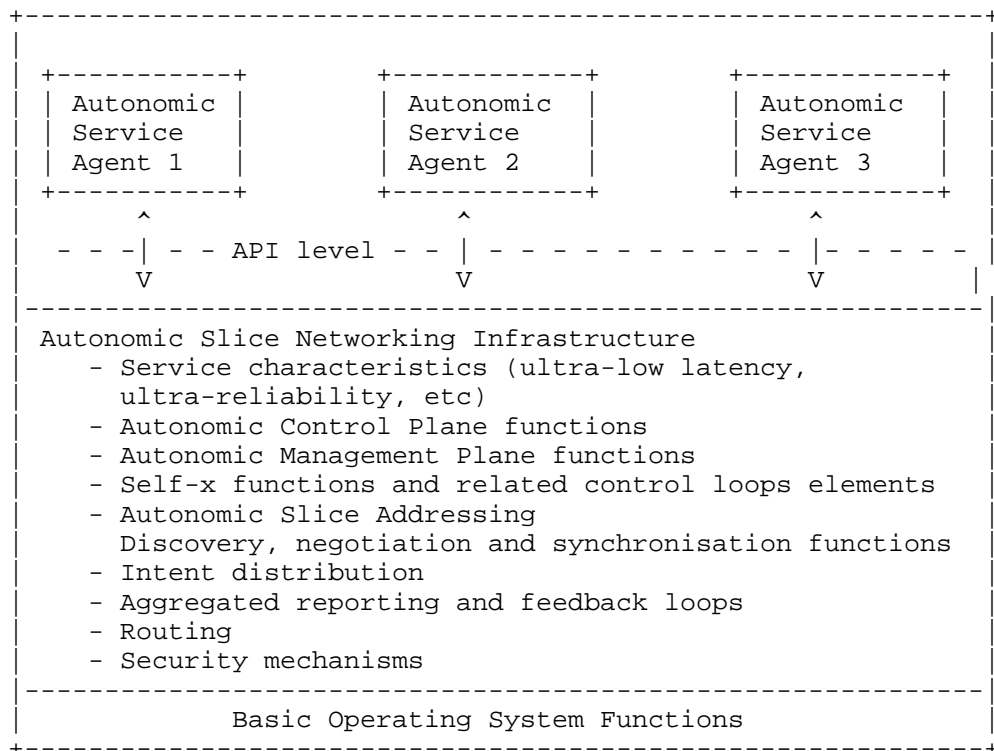 +------------------------------------------------------------+
|                                                            |
| +-----------+        +------------+        +-----------+   |
| | Autonomic |        | Autonomic  |        | Autonomic |   |
| | Service   |        | Service    |        | Service   |   |
| | Agent 1   |        | Agent 2    |        | Agent 3   |   |
| +-----------+        +------------+        +-----------+   |
|       ^                   ^                     ^          |
|  - - -| - - API level - - | - - - - - - - - - - |- - - - - |
|       V                   V                     V         |
|------------------------------------------------------------|
| Autonomic Slice Networking Infrastructure                  |
|    - Service characteristics (ultra-low latency,           |
|      ultra-reliability, etc)                               |
|    - Autonomic Control Plane functions                     |
|    - Autonomic Management Plane functions                  |
|    - Self-x functions and related control loops elements   |
|    - Autonomic Slice Addressing                            |
|      Discovery, negotiation and synchronisation functions  |
|    - Intent distribution                                   |
|    - Aggregated reporting and feedback loops               |
|    - Routing                                               |
|    - Security mechanisms                                   |
|------------------------------------------------------------|
|             Basic Operating System Functions               |
+------------------------------------------------------------+